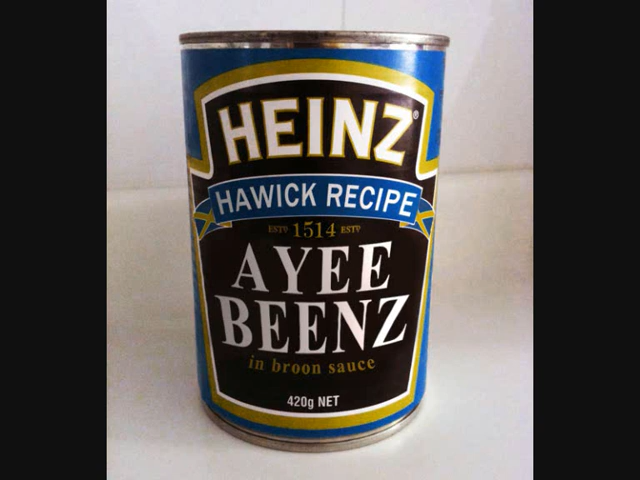 HEINZ®
HAWICK RECIPE
ESTD 1514 ESTD
AYEE
BEENZ
in broon sauce
420g NET